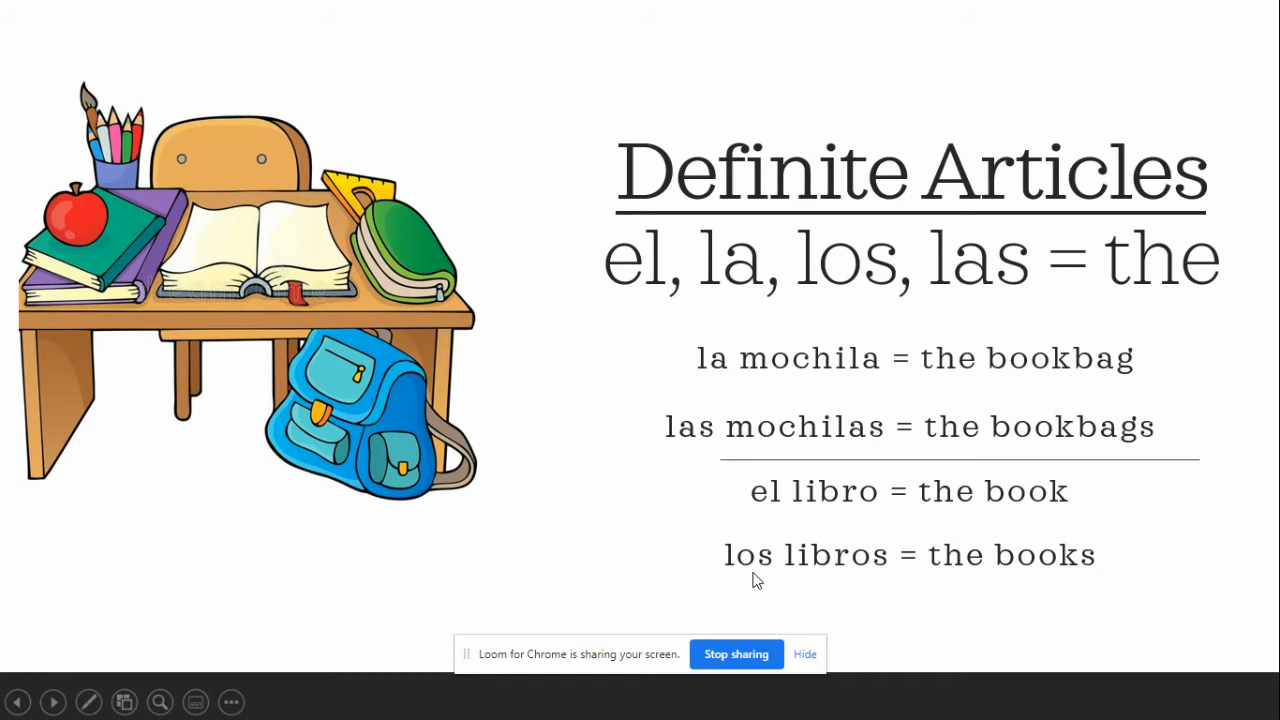 Definite Articles
el, la, los, las = the
la mochila = the bookbag
las mochilas = the bookbags
el libro = the book
los libros = the books
Loom for Chrome is sharing your screen. Stop sharing Hide